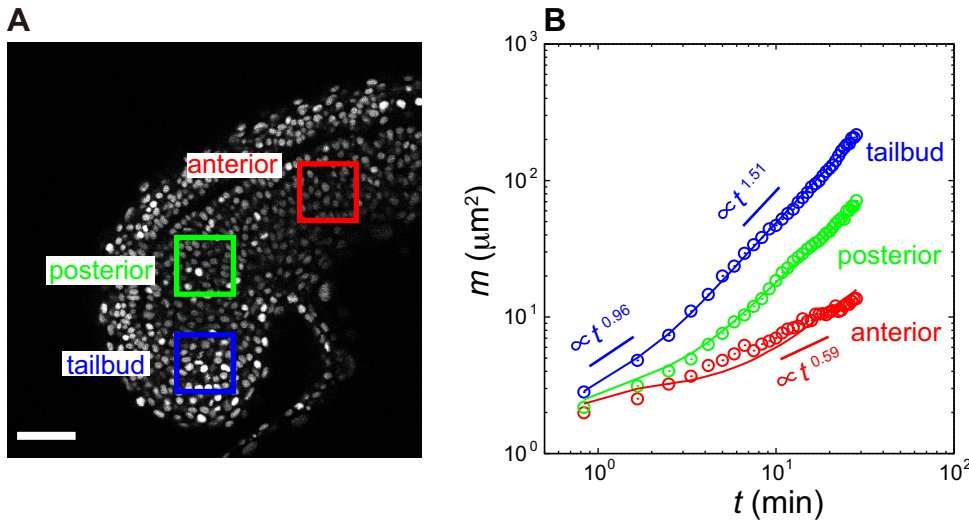 A
anterior
posterior
tailbud
B
10³
10²
10¹
10⁰
m (μm²)
∝ t^1.51
∝ t^0.96
∝ t^0.59
tailbud
posterior
anterior
10⁰ 10¹ 10²
t (min)